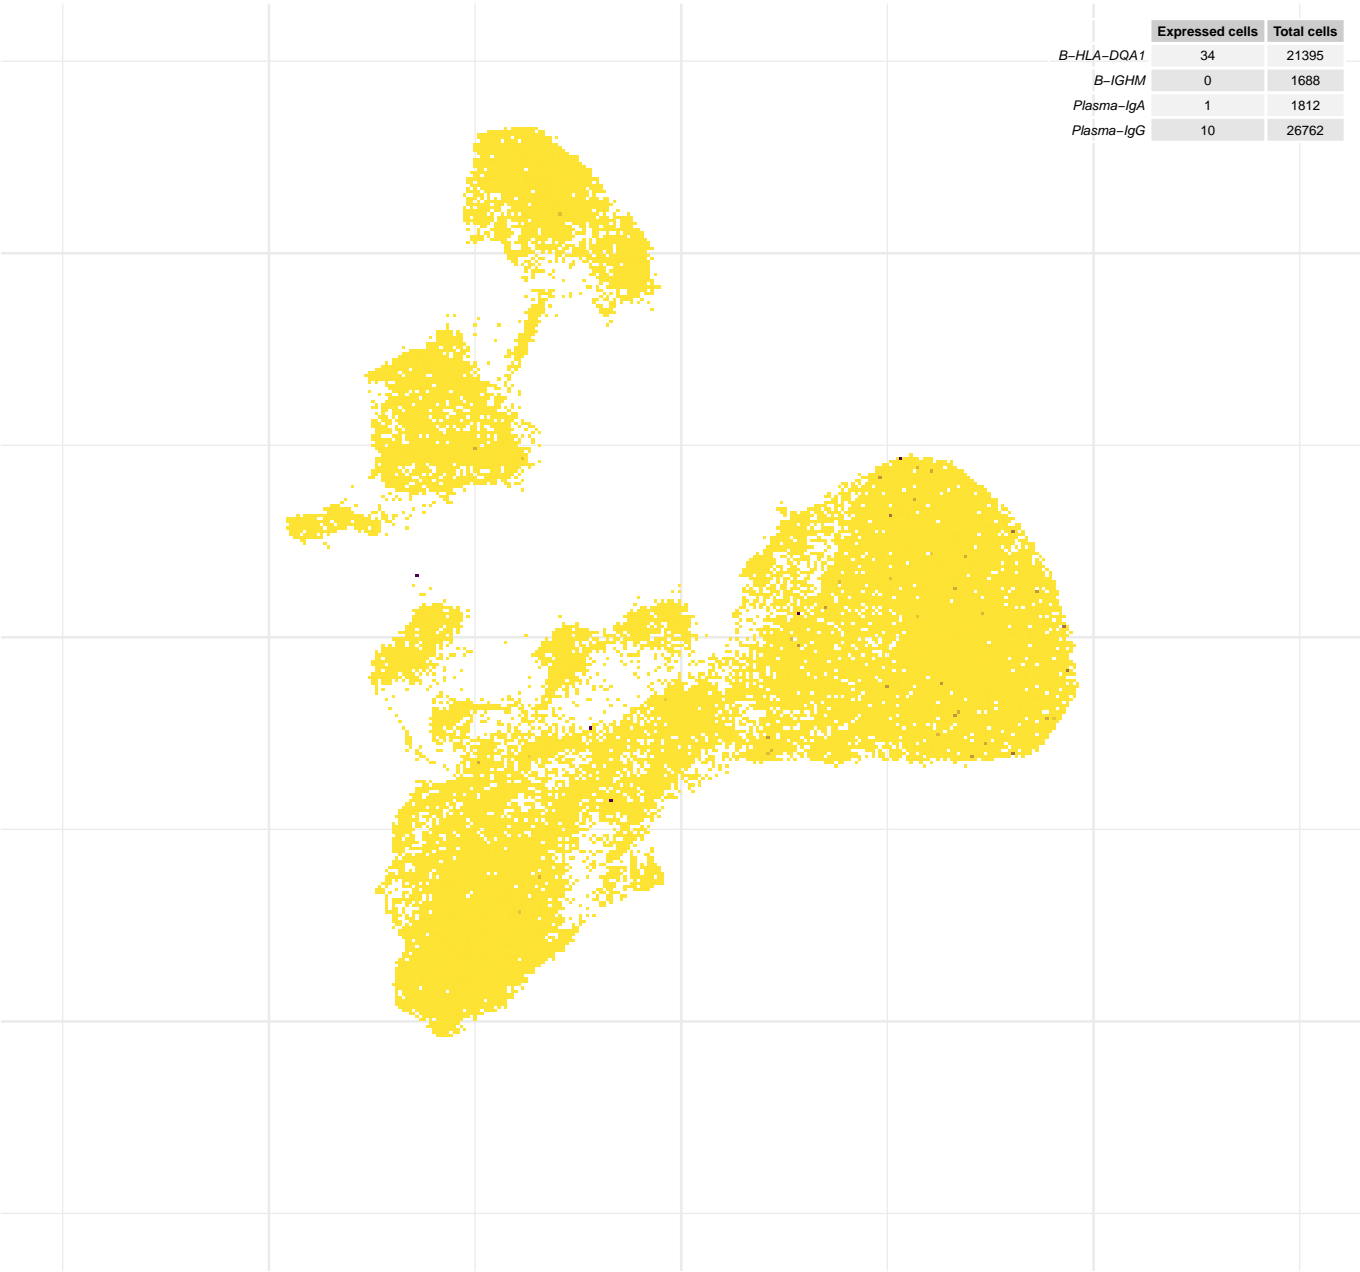 Expressed cells Total cells
B−HLA−DQA1 34 21395
B−IGHM 0 1688
Plasma−IgA 1 1812
Plasma−IgG 10 26762